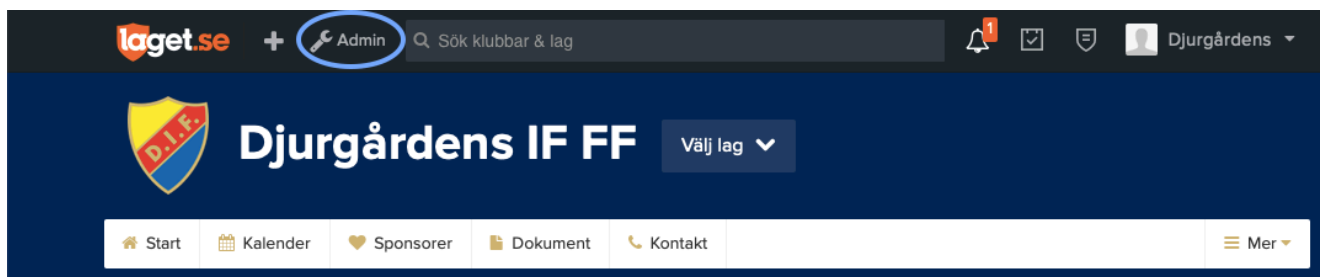 laget.se + Admin Sök klubbar & lag 1 Djurgårdens
D.I.F.
Djurgårdens IF FF Välj lag
Start Kalender Sponsorer Dokument Kontakt Mer